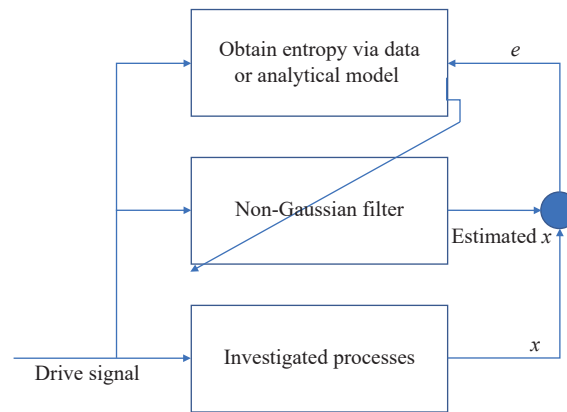 Obtain entropy via data
or analytical model
e
Non-Gaussian filter
Estimated x
Investigated processes
x
Drive signal